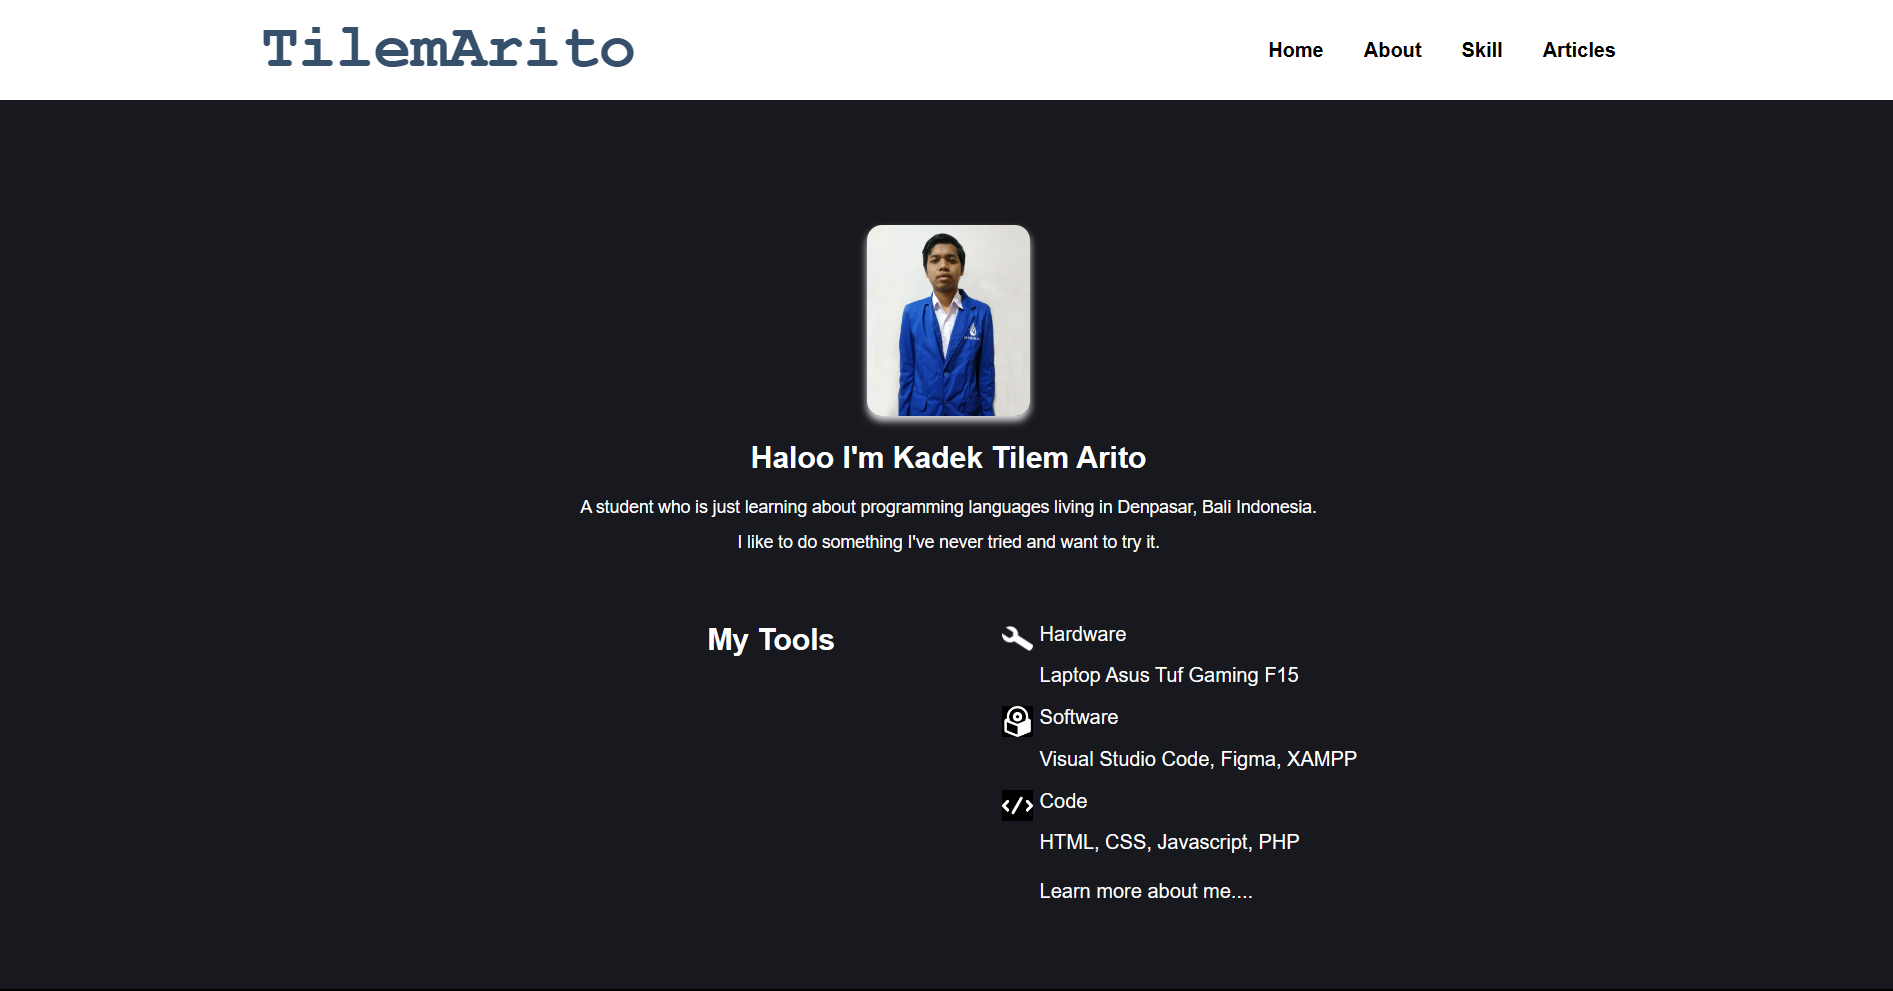 TilemArito
Home About Skill Articles
Haloo I'm Kadek Tilem Arito
A student who is just learning about programming languages living in Denpasar, Bali Indonesia.
I like to do something I've never tried and want to try it.
My Tools
Hardware
Laptop Asus Tuf Gaming F15
Software
Visual Studio Code, Figma, XAMPP
Code
HTML, CSS, Javascript, PHP
Learn more about me....